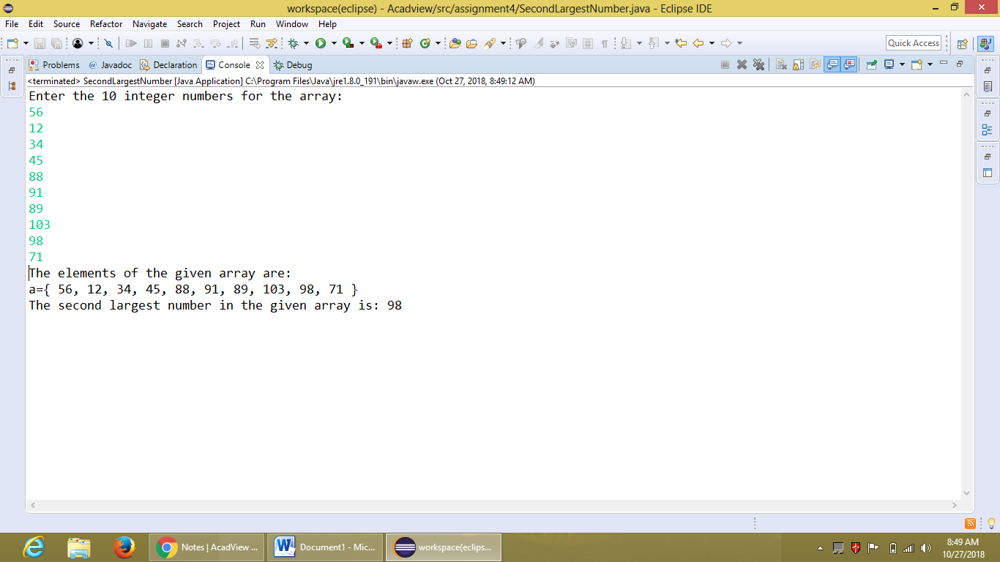 workspace(eclipse) - Acadview/src/assignment4/SecondLargestNumber.java - Eclipse IDE
File Edit Source Refactor Navigate Search Project Run Window Help
Quick Access
Problems @ Javadoc Declaration Console Debug
<terminated> SecondLargestNumber [Java Application] C:\Program Files\Java\jre1.8.0_191\bin\javaw.exe (Oct 27, 2018, 8:49:12 AM)
Enter the 10 integer numbers for the array:
56
12
34
45
88
91
89
103
98
71
The elements of the given array are:
a={ 56, 12, 34, 45, 88, 91, 89, 103, 98, 71 }
The second largest number in the given array is: 98
Notes | AcadView ... Document1 - Mic... workspace(eclips... 8:49 AM
10/27/2018